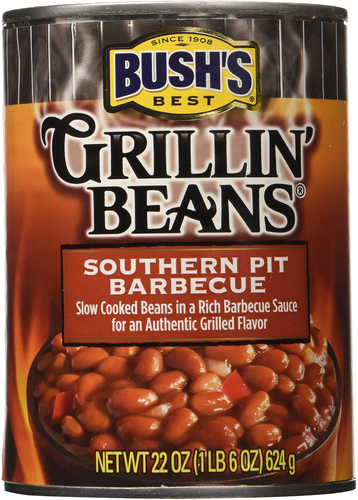 SINCE 1908
BUSH'S
BEST®
GRILLIN'
BEANS®
SOUTHERN PIT
BARBECUE
Slow Cooked Beans in a Rich Barbecue Sauce
for an Authentic Grilled Flavor
NET WT 22 OZ (1 LB 6 OZ) 624 g